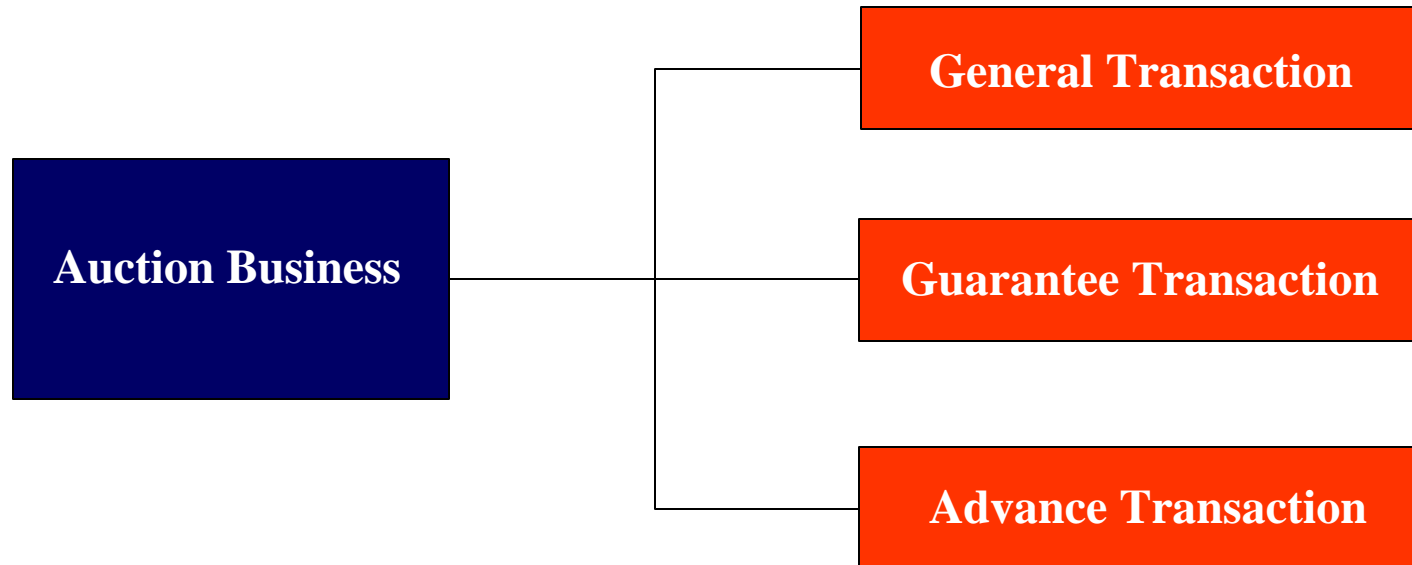 General Transaction
Auction Business
Guarantee Transaction
Advance Transaction